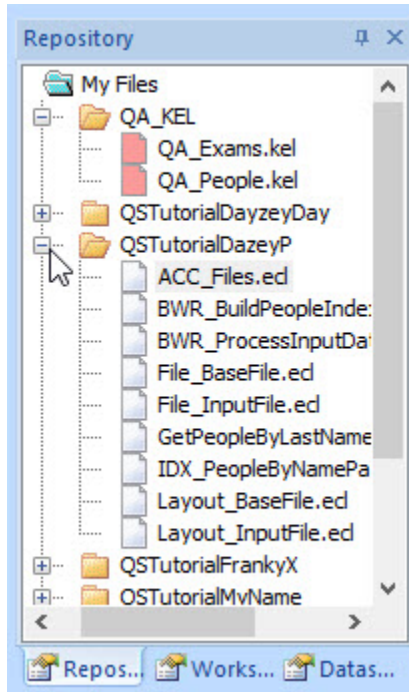 Repository
My Files
QA_KEL
QA_Exams.kel
QA_People.kel
QSTutorialDayzeyDay
QSTutorialDazeyP
ACC_Files.ecl
BWR_BuildPeopleInde
BWR_ProcessInputDa
File_BaseFile.ecl
File_InputFile.ecl
GetPeopleByLastName
IDX_PeopleByNamePa
Layout_BaseFile.ecl
Layout_InputFile.ecl
QSTutorialFrankyX
QSTutorialMyName
Repos... Works... Datas...